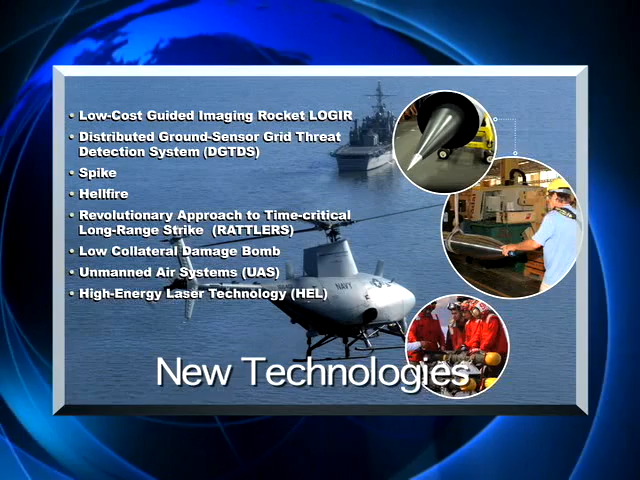 • Low-Cost Guided Imaging Rocket LOGIR
• Distributed Ground-Sensor Grid Threat
Detection System (DGTDS)
• Spike
• Hellfire
• Revolutionary Approach to Time-critical
Long-Range Strike (RATTLERS)
• Low Collateral Damage Bomb
• Unmanned Air Systems (UAS)
• High-Energy Laser Technology (HEL)
NAVY
New Technologies